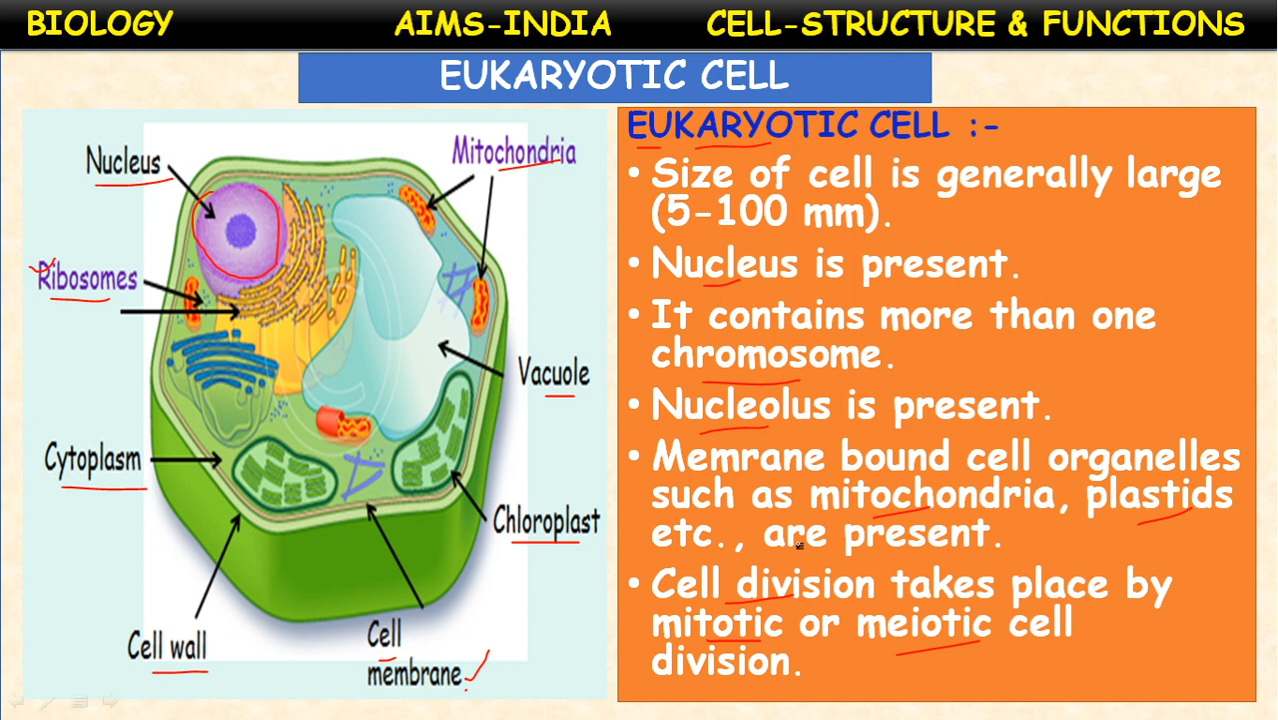 BIOLOGY AIMS-INDIA CELL-STRUCTURE & FUNCTIONS
EUKARYOTIC CELL
Nucleus
Mitochondria
Ribosomes
Vacuole
Cytoplasm
Chloroplast
Cell wall
Cell
membrane
EUKARYOTIC CELL :-
• Size of cell is generally large
(5-100 mm).
• Nucleus is present.
• It contains more than one
chromosome.
• Nucleolus is present.
• Memrane bound cell organelles
such as mitochondria, plastids
etc., are present.
• Cell division takes place by
mitotic or meiotic cell
division.